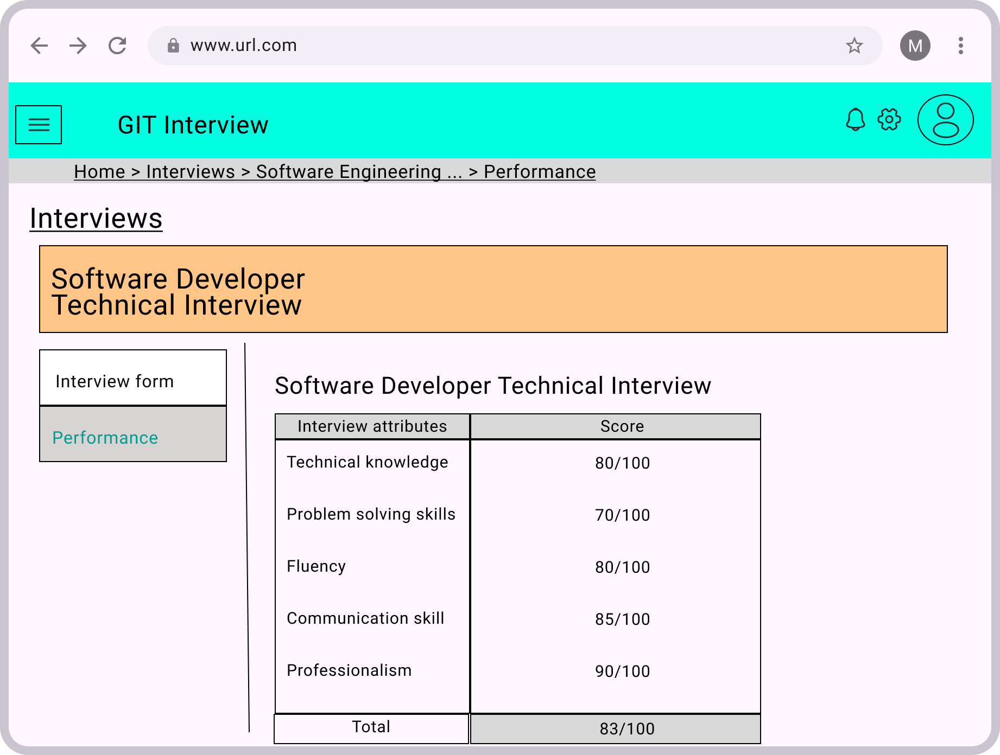 www.url.com
M
GIT Interview
Home > Interviews > Software Engineering ... > Performance
Interviews
Software Developer
Technical Interview
Interview form
Performance
Software Developer Technical Interview
Interview attributes Score
Technical knowledge 80/100
Problem solving skills 70/100
Fluency 80/100
Communication skill 85/100
Professionalism 90/100
Total 83/100